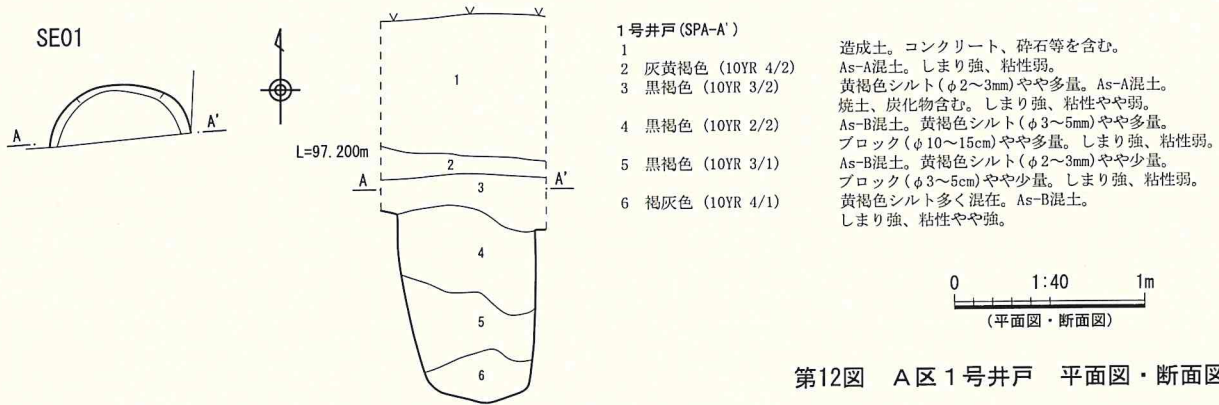 SE01
A
A'
L=97.200m
A
A'
1
2
3
4
5
6
1号井戸(SPA-A')
1 造成土。コンクリート、砕石等を含む。
2 灰黄褐色 (10YR 4/2) As-A混土。しまり強、粘性弱。
3 黒褐色 (10YR 3/2) 黄褐色シルト(φ2～3mm)やや多量。As-A混土。
焼土、炭化物含む。しまり強、粘性やや弱。
4 黒褐色 (10YR 2/2) As-B混土。黄褐色シルト(φ3～5mm)やや多量。
ブロック(φ10～15cm)やや多量。しまり強、粘性弱。
5 黒褐色 (10YR 3/1) As-B混土。黄褐色シルト(φ2～3mm)やや少量。
ブロック(φ3～5cm)やや少量。しまり強、粘性弱。
6 褐灰色 (10YR 4/1) 黄褐色シルト多く混在。As-B混土。
しまり強、粘性やや強。
0 1:40 1m
(平面図・断面図)
第12図 A区1号井戸 平面図・断面図